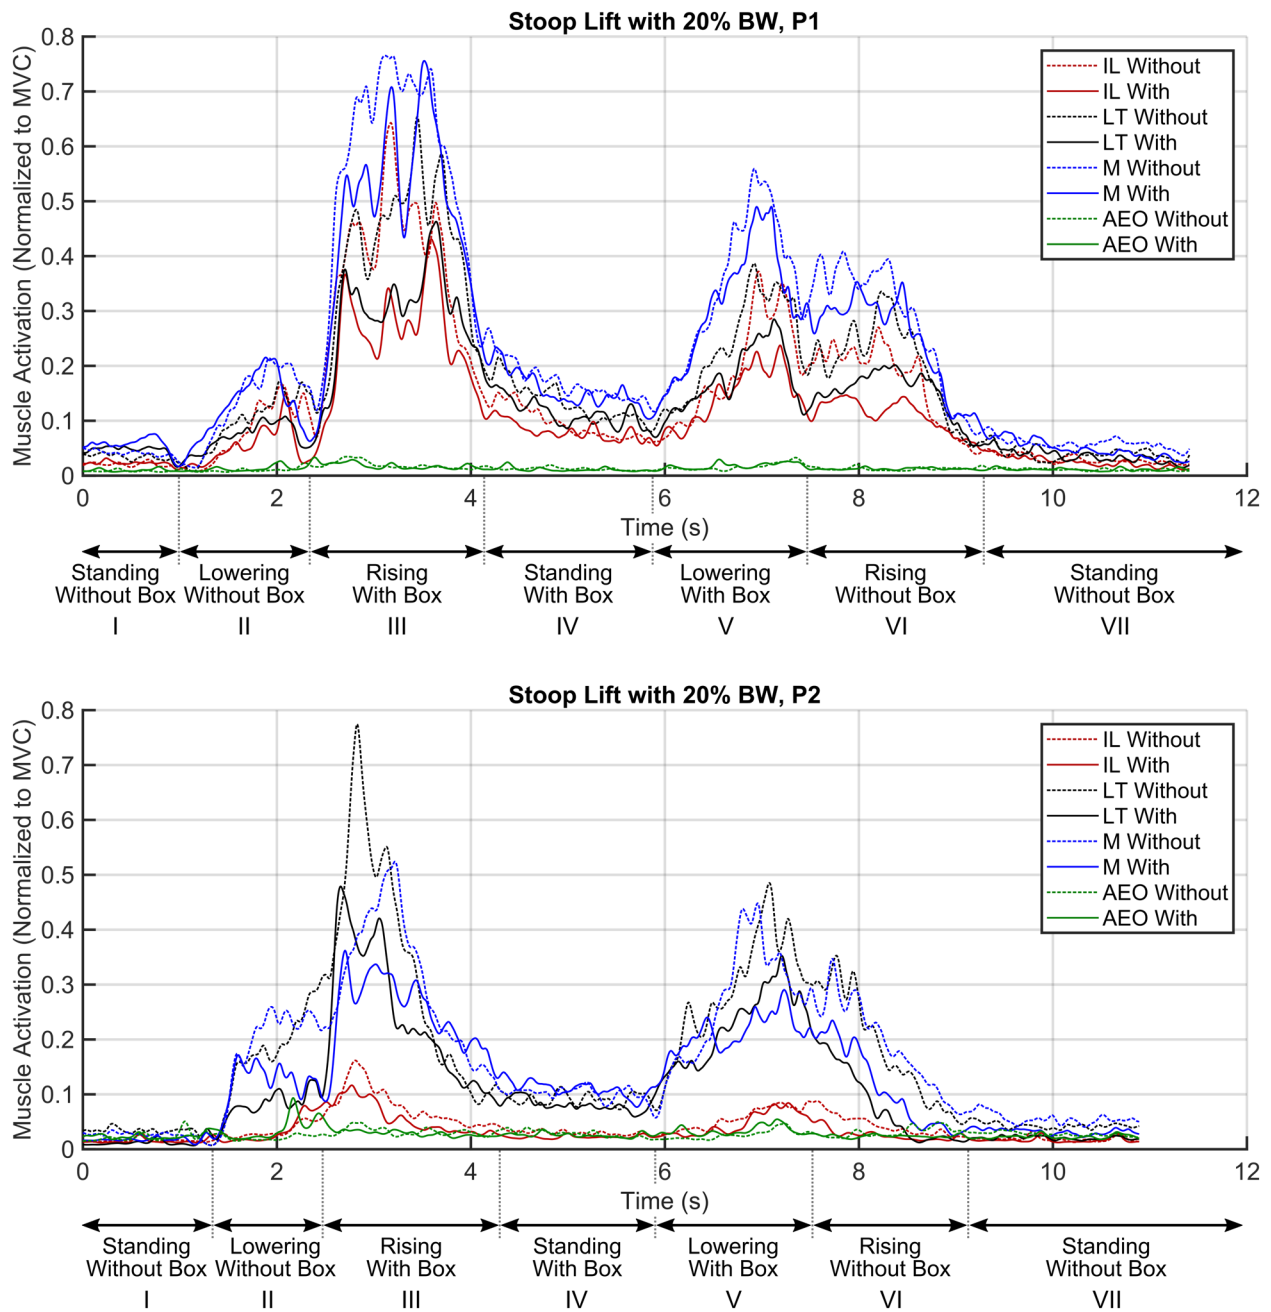 Stoop Lift with 20% BW, P1
Muscle Activation (Normalized to MVC)
0.8
0.7
0.6
0.5
0.4
0.3
0.2
0.1
0
IL Without
IL With
LT Without
LT With
M Without
M With
AEO Without
AEO With
0 2 4 6 8 10 12
Time (s)
Standing Without Box
I
Lowering Without Box
II
Rising With Box
III
Standing With Box
IV
Lowering With Box
V
Rising Without Box
VI
Standing Without Box
VII
Stoop Lift with 20% BW, P2
Muscle Activation (Normalized to MVC)
0.8
0.7
0.6
0.5
0.4
0.3
0.2
0.1
0
IL Without
IL With
LT Without
LT With
M Without
M With
AEO Without
AEO With
0 2 4 6 8 10 12
Time (s)
Standing Without Box
I
Lowering Without Box
II
Rising With Box
III
Standing With Box
IV
Lowering With Box
V
Rising Without Box
VI
Standing Without Box
VII